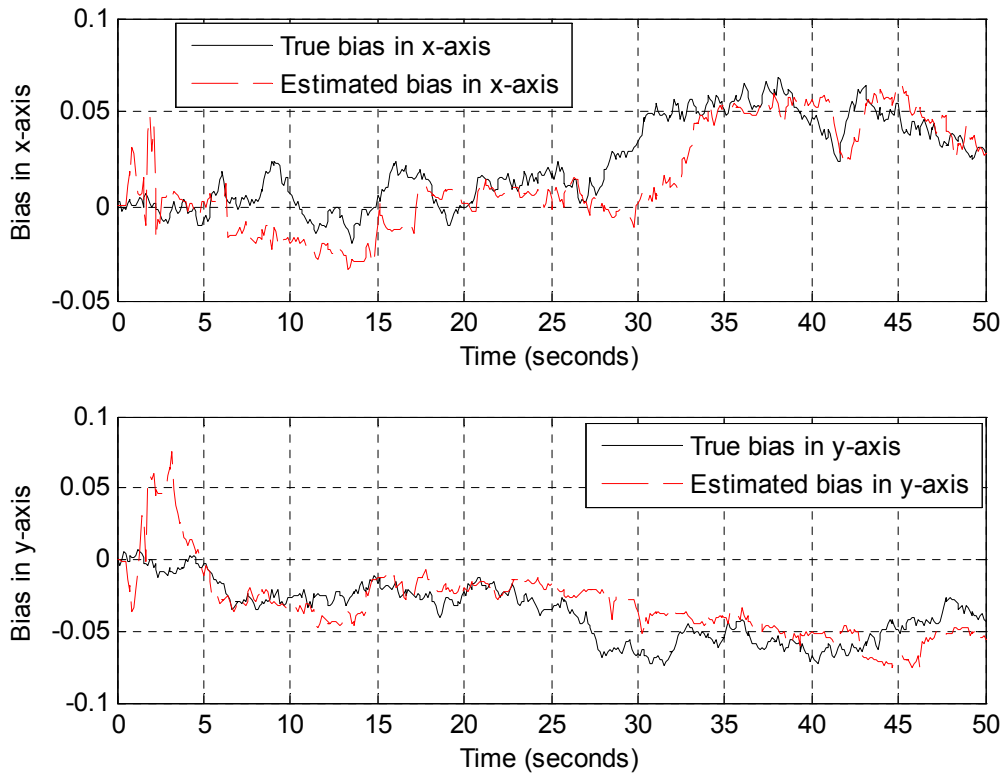 0.1
True bias in x-axis
Estimated bias in x-axis
0.05
Bias in x-axis
0
-0.05
0 5 10 15 20 25 30 35 40 45 50
Time (seconds)
0.1
True bias in y-axis
Estimated bias in y-axis
0.05
Bias in y-axis
0
-0.05
-0.1
0 5 10 15 20 25 30 35 40 45 50
Time (seconds)